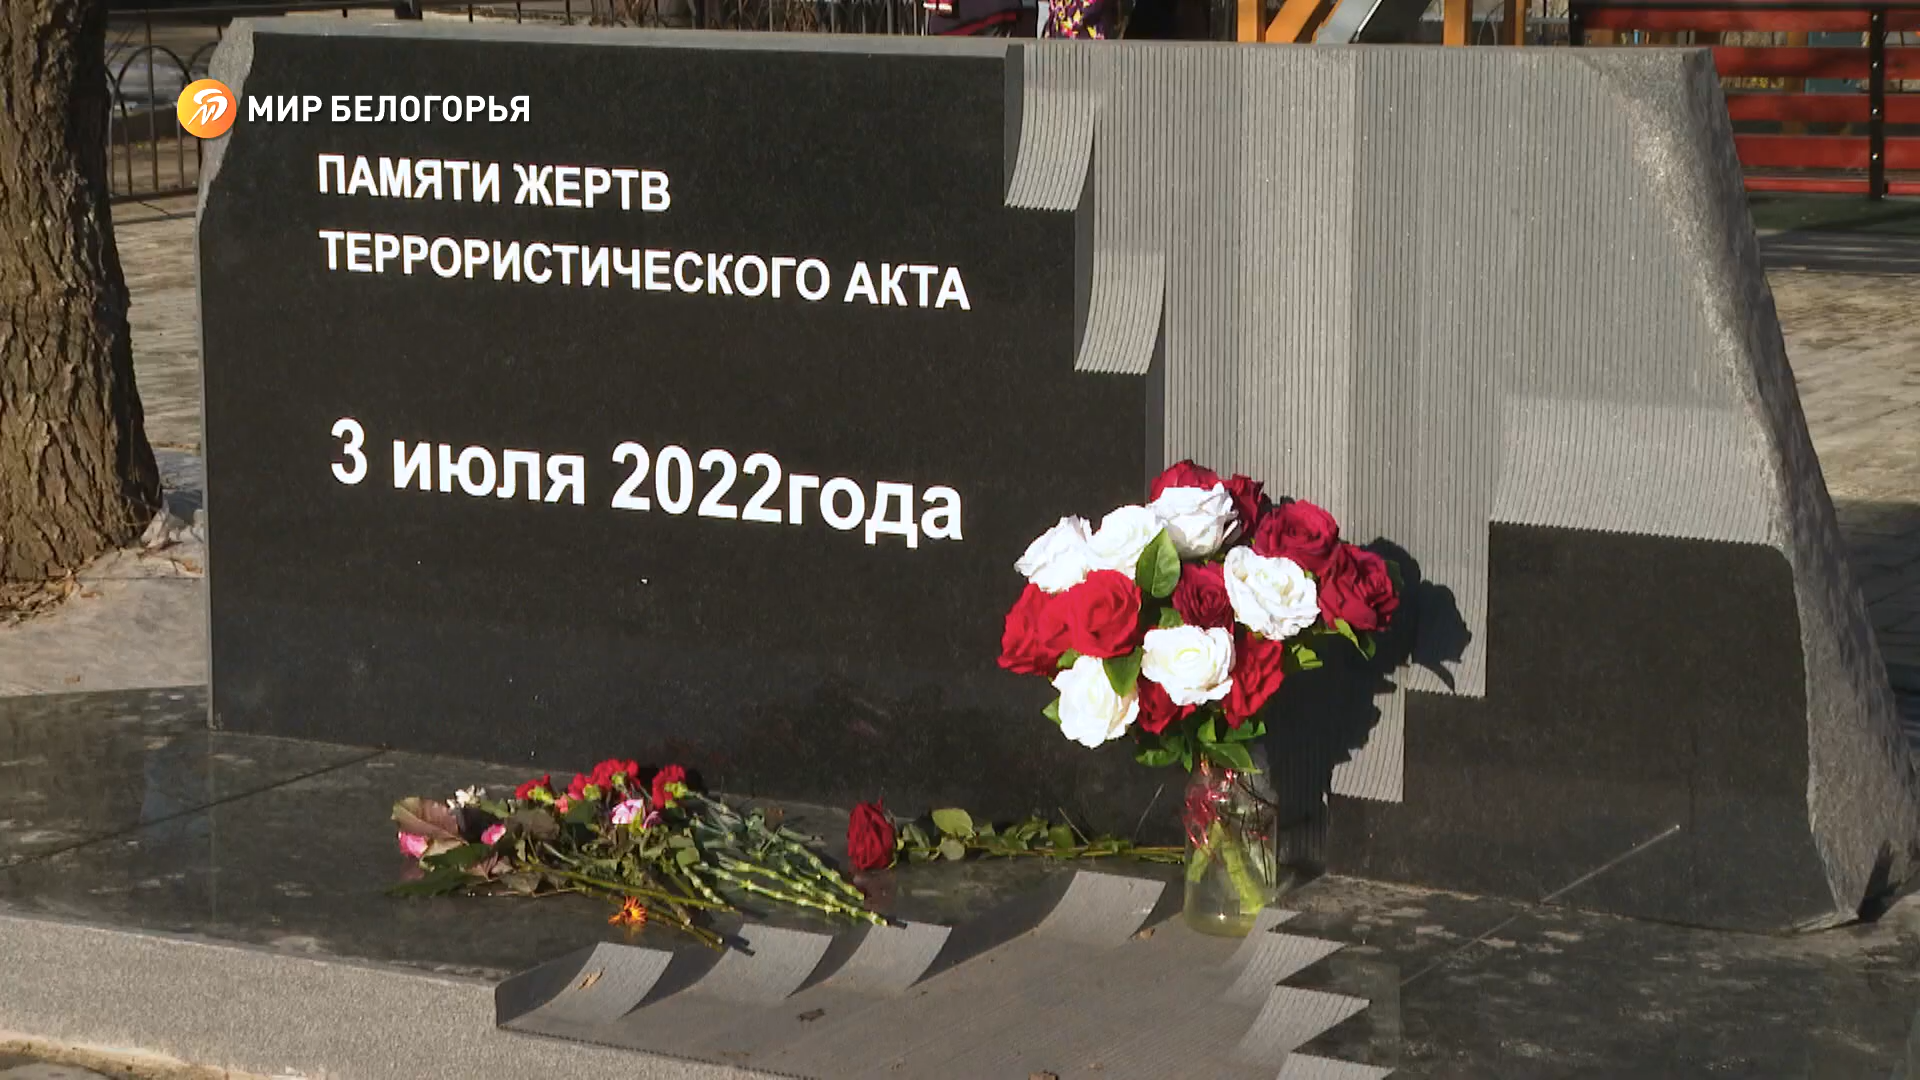 МИР БЕЛОГОРЬЯ
ПАМЯТИ ЖЕРТВ
ТЕРРОРИСТИЧЕСКОГО АКТА
3 июля 2022года